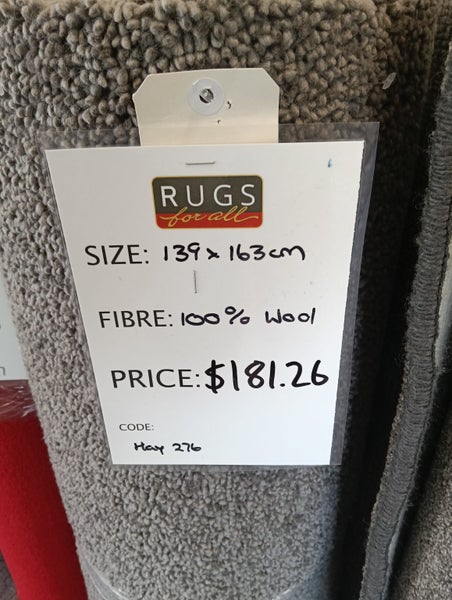 RUGS
for all
SIZE: 139 x 163cm
FIBRE: 100% Wool
PRICE: $181.26
CODE:
May 276